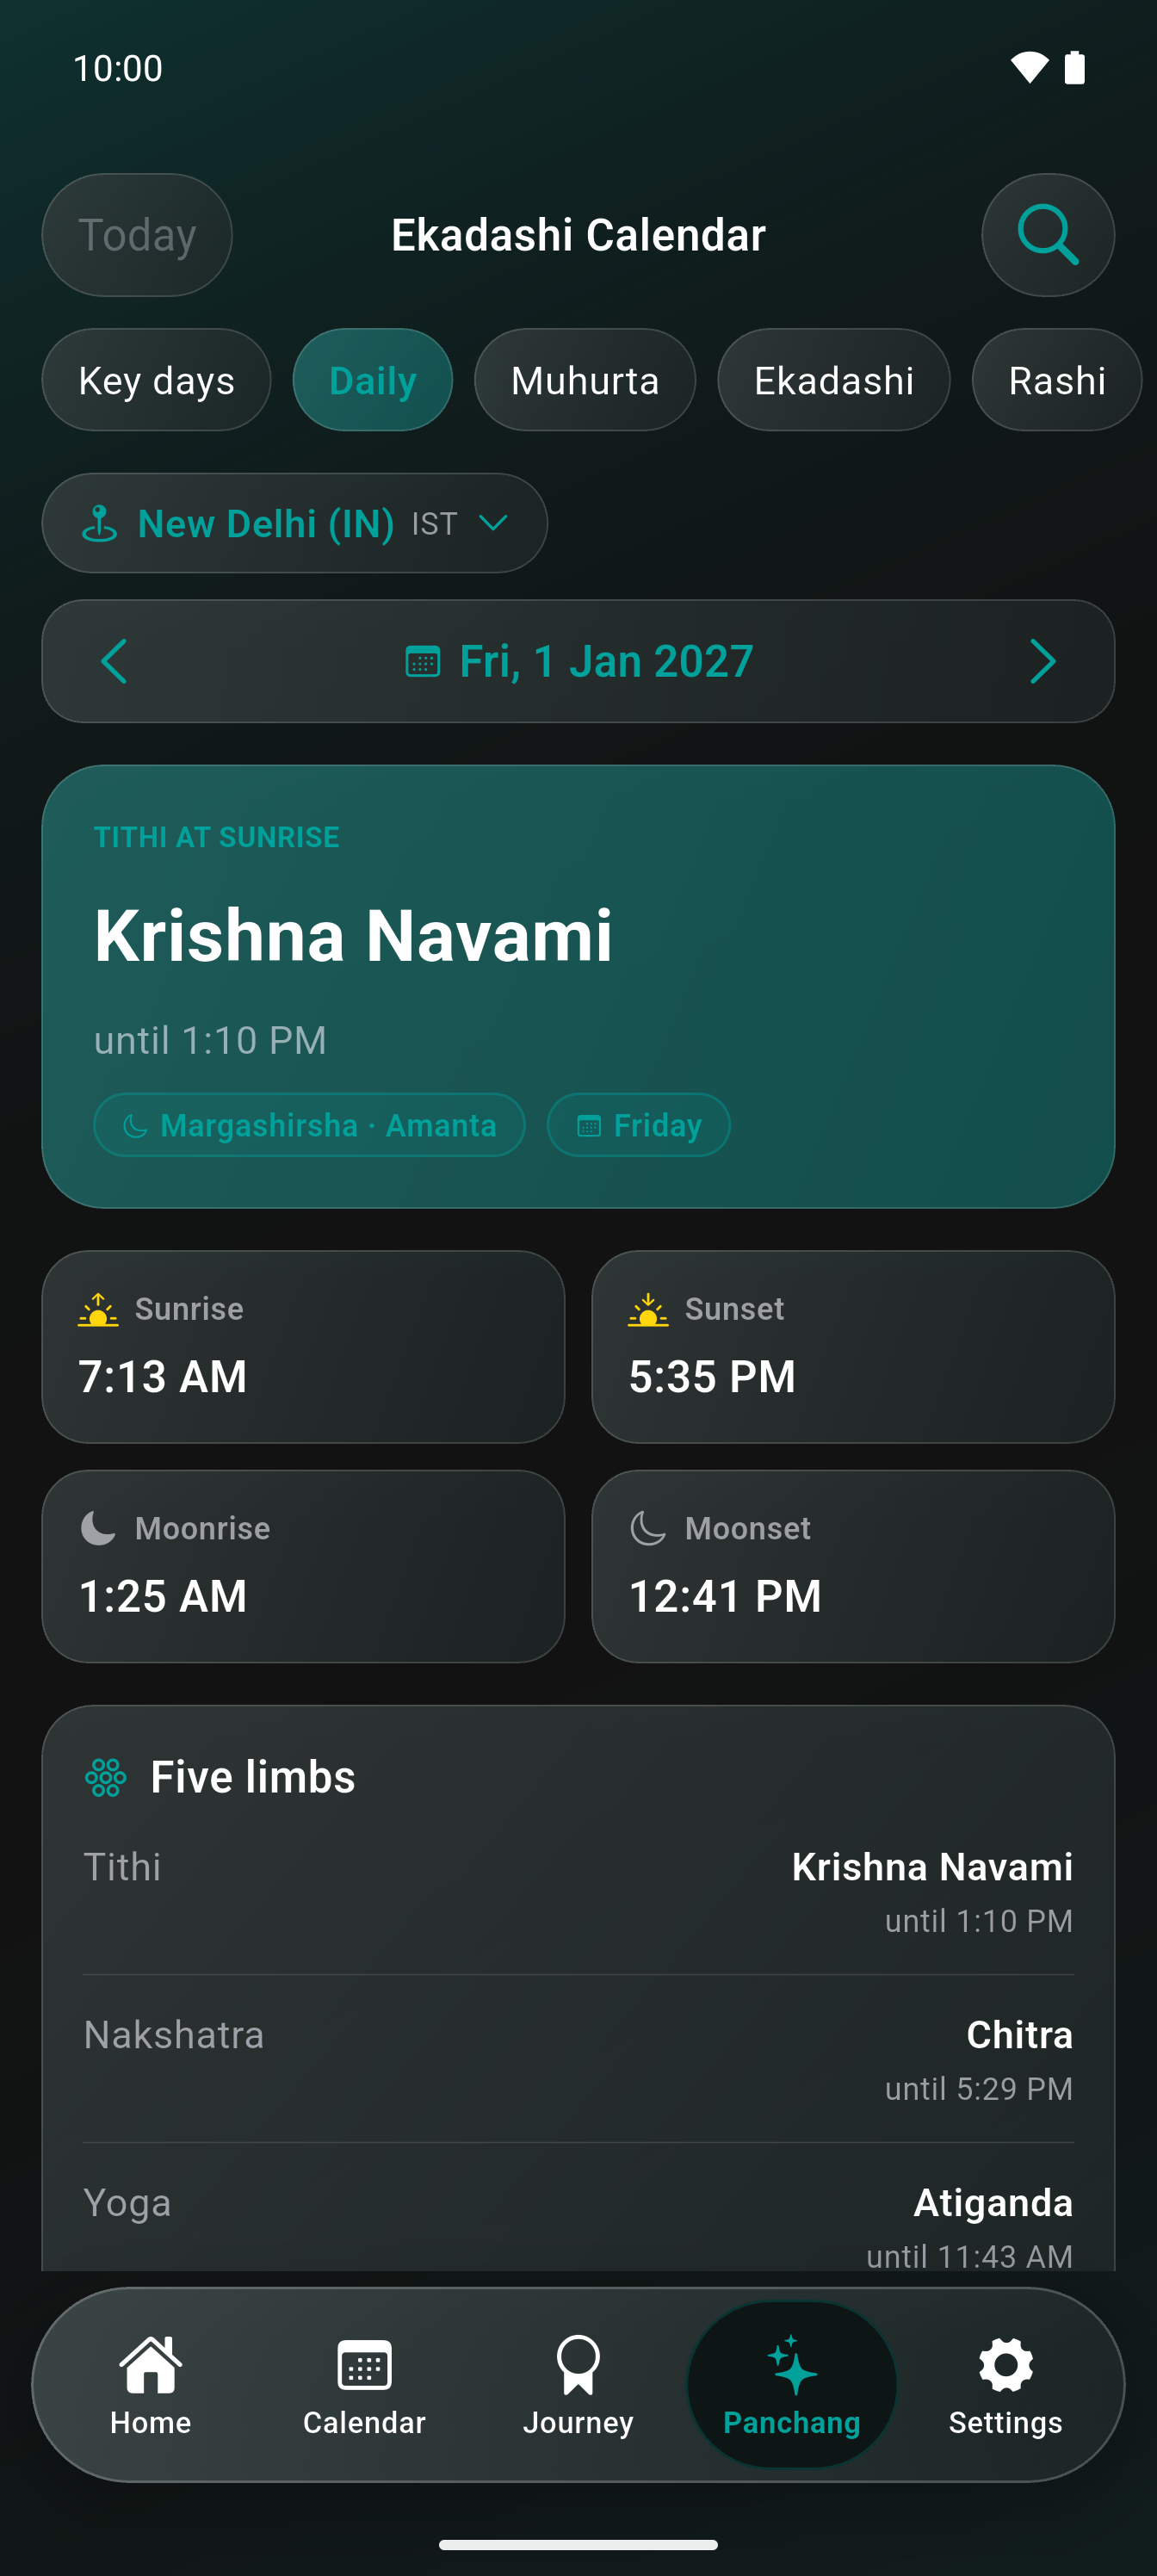 10:00
Today
Ekadashi Calendar
Key days
Daily
Muhurta
Ekadashi
Rashi
New Delhi (IN) IST
Fri, 1 Jan 2027
TITHI AT SUNRISE
Krishna Navami
until 1:10 PM
Margashirsha · Amanta
Friday
Sunrise
7:13 AM
Sunset
5:35 PM
Moonrise
1:25 AM
Moonset
12:41 PM
Five limbs
Tithi
Krishna Navami
until 1:10 PM
Nakshatra
Chitra
until 5:29 PM
Yoga
Atiganda
until 11:43 AM
Home
Calendar
Journey
Panchang
Settings